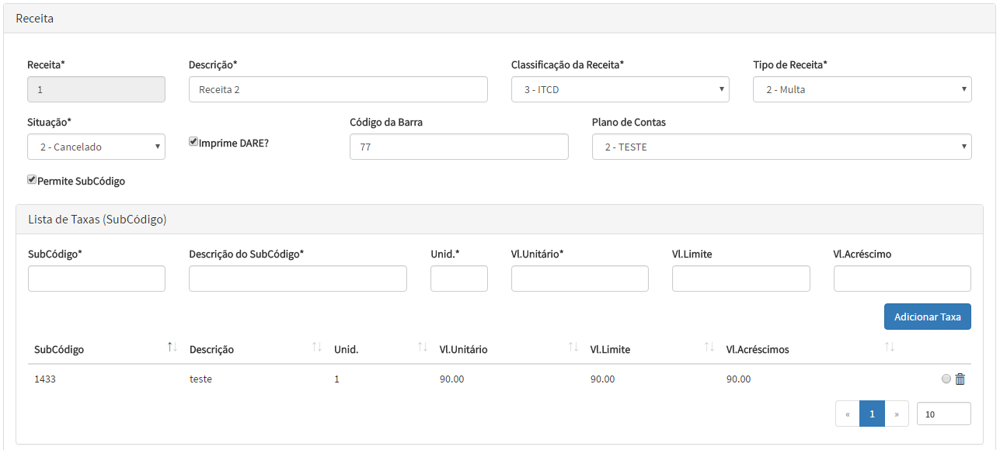 Receita
Receita* Descrição* Classificação da Receita* Tipo de Receita*
1 Receita 2 3 - ITCD 2 - Multa
Situação* Código da Barra Plano de Contas
2 - Cancelado Imprime DARE? 77 2 - TESTE
Permite SubCódigo
Lista de Taxas (SubCódigo)
SubCódigo* Descrição do SubCódigo* Unid.* Vl.Unitário* Vl.Limite Vl.Acréscimo
Adicionar Taxa
SubCódigo Descrição Unid. Vl.Unitário Vl.Limite Vl.Acréscimos
1433 teste 1 90.00 90.00 90.00
« 1 » 10